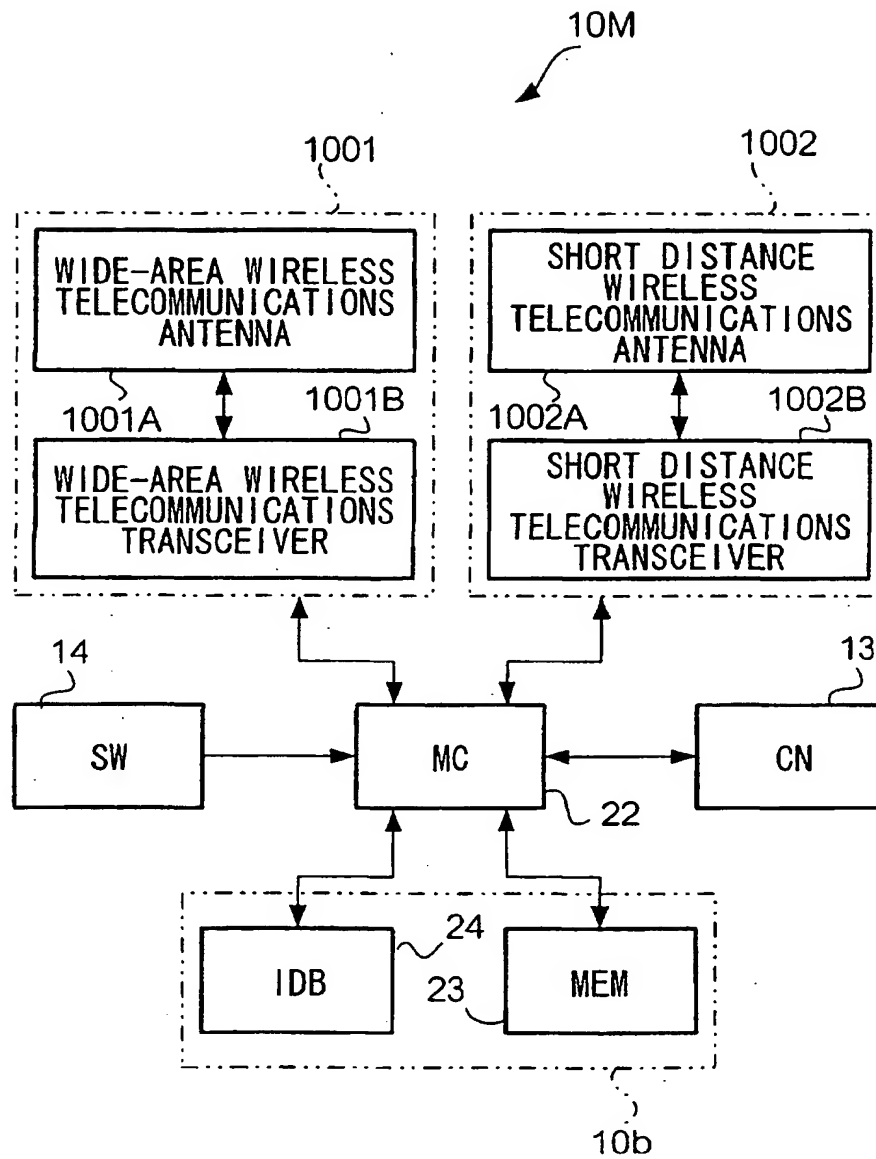 10M
1001
1002
WIDE-AREA WIRELESS
TELECOMMUNICATIONS
ANTENNA
SHORT DISTANCE
WIRELESS
TELECOMMUNICATIONS
ANTENNA
1001A
1001B
1002A
1002B
WIDE-AREA WIRELESS
TELECOMMUNICATIONS
TRANSCEIVER
SHORT DISTANCE
WIRELESS
TELECOMMUNICATIONS
TRANSCEIVER
14
13
SW
MC
CN
22
24
IDB
23
MEM
10b